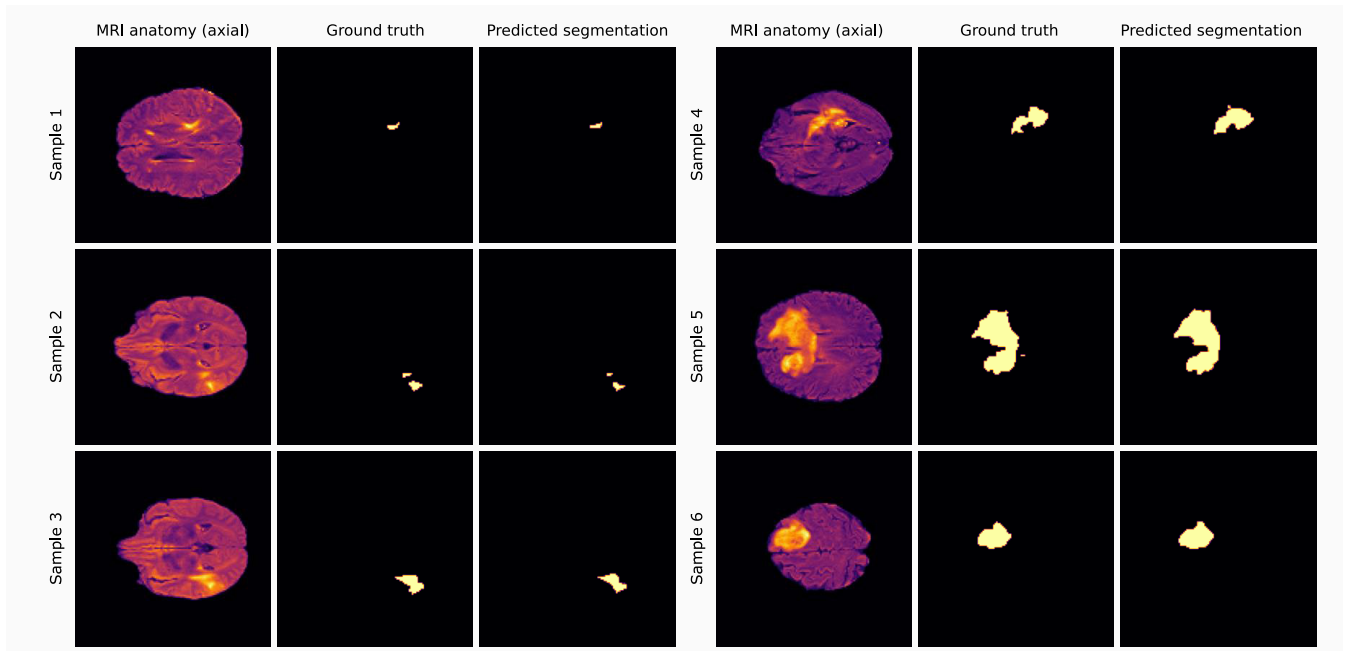 MRI anatomy (axial) Ground truth Predicted segmentation MRI anatomy (axial) Ground truth Predicted segmentation
Sample 1
Sample 4
Sample 2
Sample 5
Sample 3
Sample 6